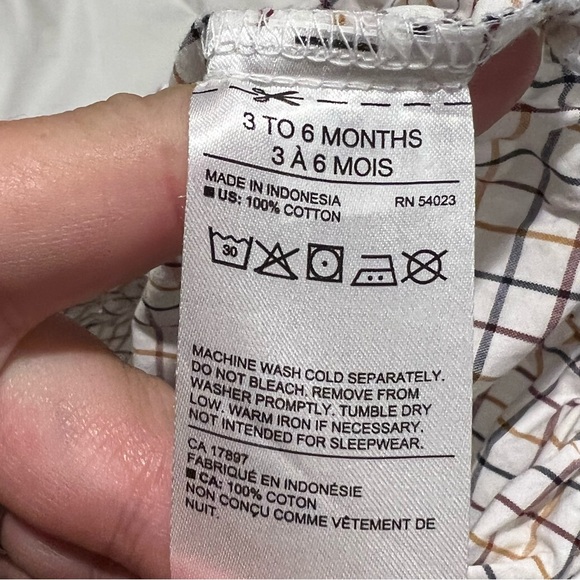 3 TO 6 MONTHS
3 À 6 MOIS
MADE IN INDONESIA RN 54023
US: 100% COTTON
30
MACHINE WASH COLD SEPARATELY.
DO NOT BLEACH. REMOVE FROM
WASHER PROMPTLY. TUMBLE DRY
LOW. WARM IRON IF NECESSARY.
NOT INTENDED FOR SLEEPWEAR.
CA 17897
FABRIQUÉ EN INDONÉSIE
CA: 100% COTON
NON CONÇU COMME VÊTEMENT DE
NUIT.